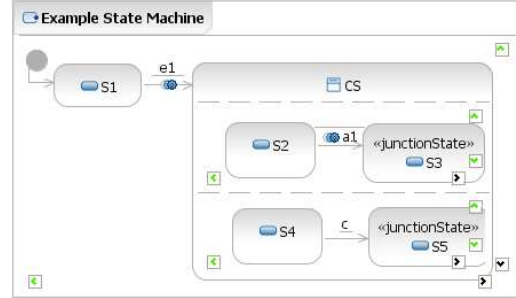 Example State Machine
e1
S1
CS
S2
a1
«junctionState»
S3
S4
c
«junctionState»
S5